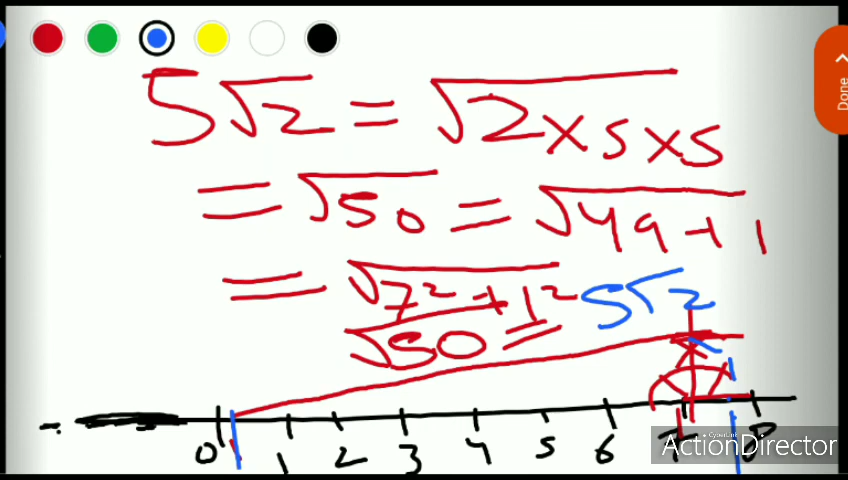 5√2 = √2×5×5
= √50 = √49+1
= √7²+1² 5√2
√50
0 1 2 3 4 5 6 7 8
Done
CyberLink
ActionDirector